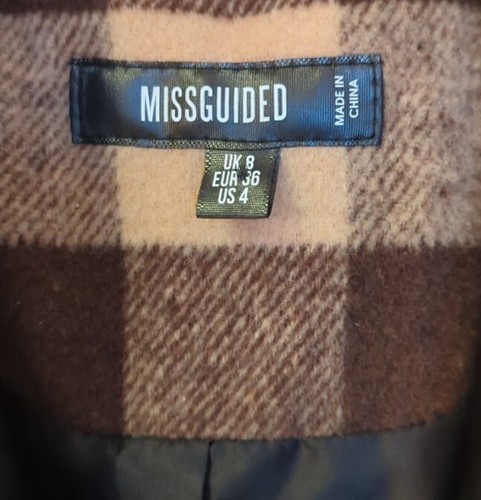 MISSGUIDED
MADE IN
CHINA
UK 8
EUR 36
US 4